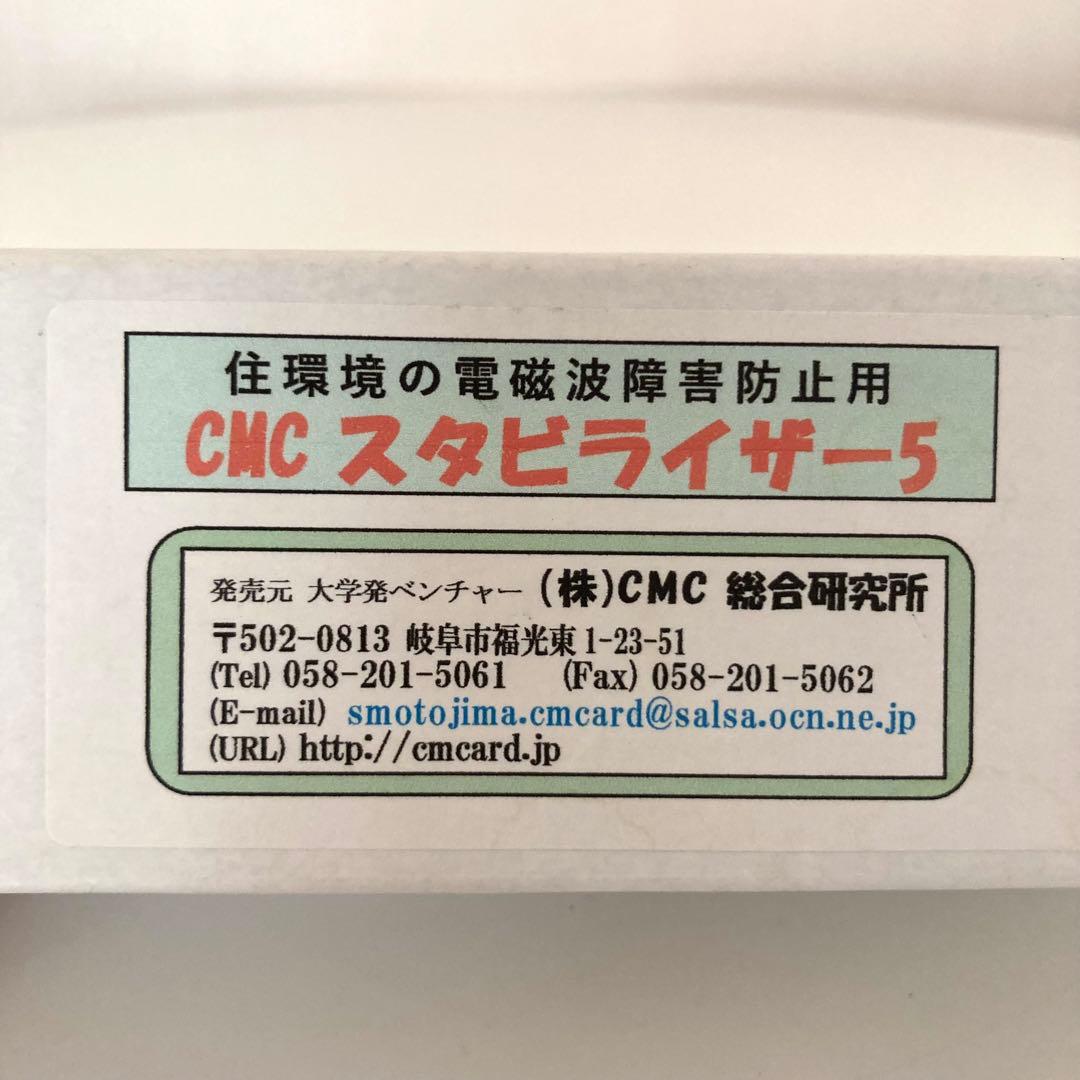 住環境の電磁波障害防止用
CMC スタビライザー5
発売元 大学発ベンチャー (株)CMC 総合研究所
〒502-0813 岐阜市福光東1-23-51
(Tel) 058-201-5061 (Fax) 058-201-5062
(E-mail) smotojima.cmcard@salsa.ocn.ne.jp
(URL) http://cmcard.jp